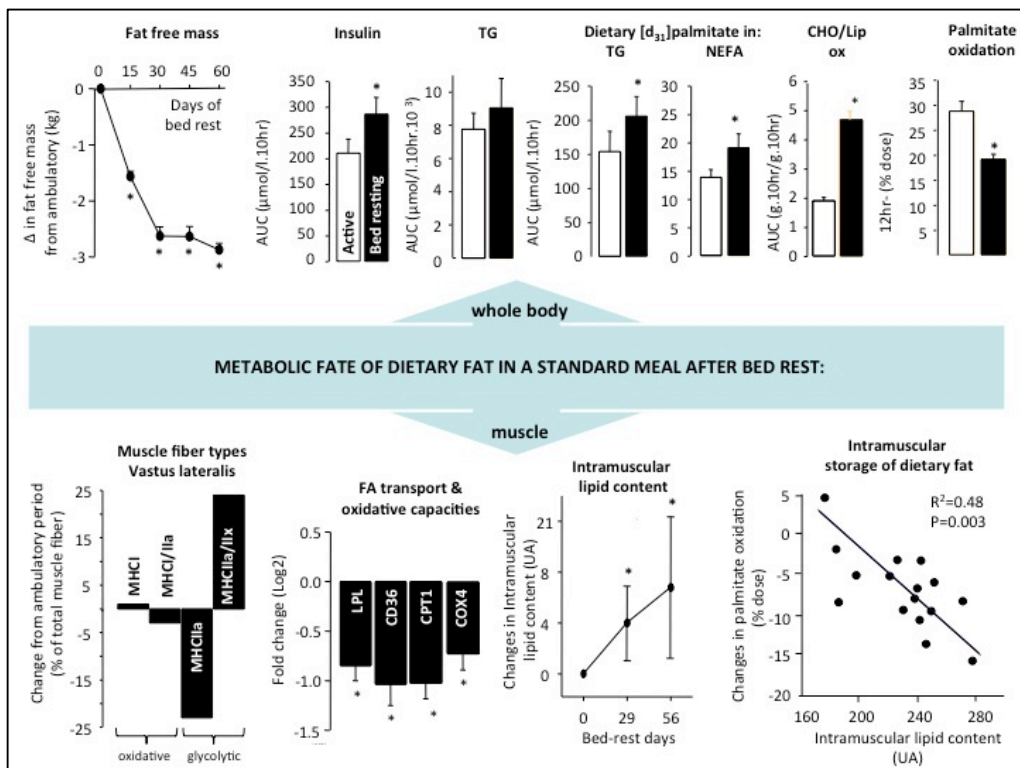 Fat free mass
0 15 30 45 60
Days of
bed rest
0
-1
-2
-3
Δ in fat free mass
from ambulatory (kg)
*
* * *
Insulin
350
300
250
200
150
100
50
0
AUC (μmol/l.10hr)
Active
Bed resting
*
TG
10
8
6
4
2
0
AUC (μmol/l.10hr.10 3)
Dietary [d31]palmitate in:
TG
NEFA
250
200
150
100
50
0
AUC (μmol/l.10hr)
*
30
25
20
15
10
5
0
*
CHO/Lip
ox
6
5
4
3
2
1
0
AUC (g.10hr/g.10hr)
*
Palmitate
oxidation
35
30
25
20
15
10
5
12hr- (% dose)
*
whole body
METABOLIC FATE OF DIETARY FAT IN A STANDARD MEAL AFTER BED REST:
muscle
Muscle fiber types
Vastus lateralis
25
15
5
-5
-15
-25
Change from ambulatory period
(% of total muscle fiber)
MHCI
MHCI/IIa
MHCIIa
MHCIIa/IIx
oxidative glycolytic
FA transport &
oxidative capacities
0.0
-0.5
-1.0
-1.5
Fold change (Log2)
LPL
CD36
CPT1
COX4
* * * *
Intramuscular
lipid content
21
8
4
0
Changes in Intramuscular
lipid content (UA)
* *
0 29 56
Bed-rest days
Intramuscular
storage of dietary fat
R2=0.48
P=0.003
5
0
-5
-10
-15
-20
Changes in palmitate oxidation
(% dose)
160 200 240 280
Intramuscular lipid content
(UA)